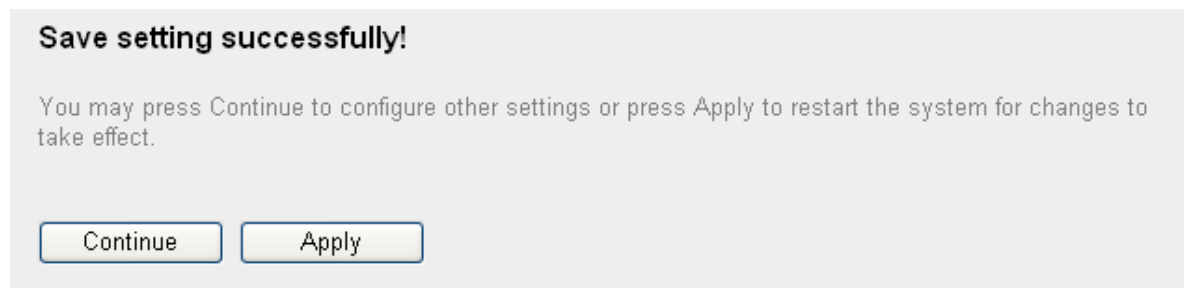 Save setting successfully!
You may press Continue to configure other settings or press Apply to restart the system for changes to
take effect.
Continue Apply